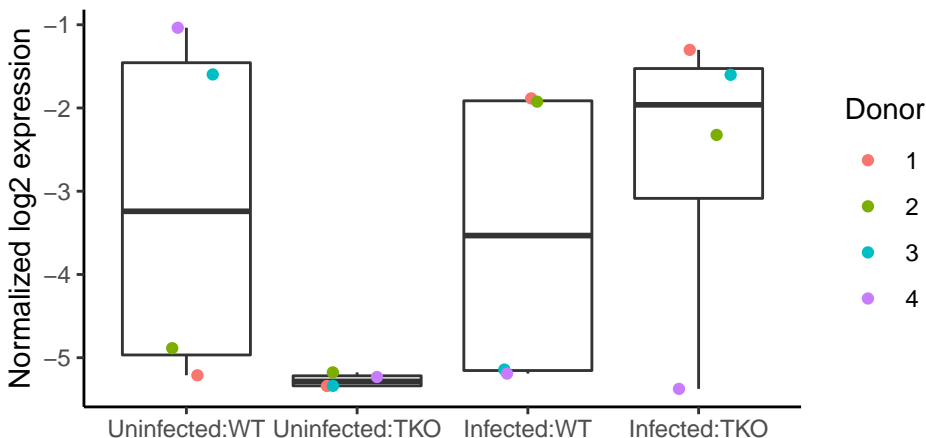 Normalized log2 expression
−1
−2
−3
−4
−5
Uninfected:WT
Uninfected:TKO
Infected:WT
Infected:TKO
Donor
1
2
3
4